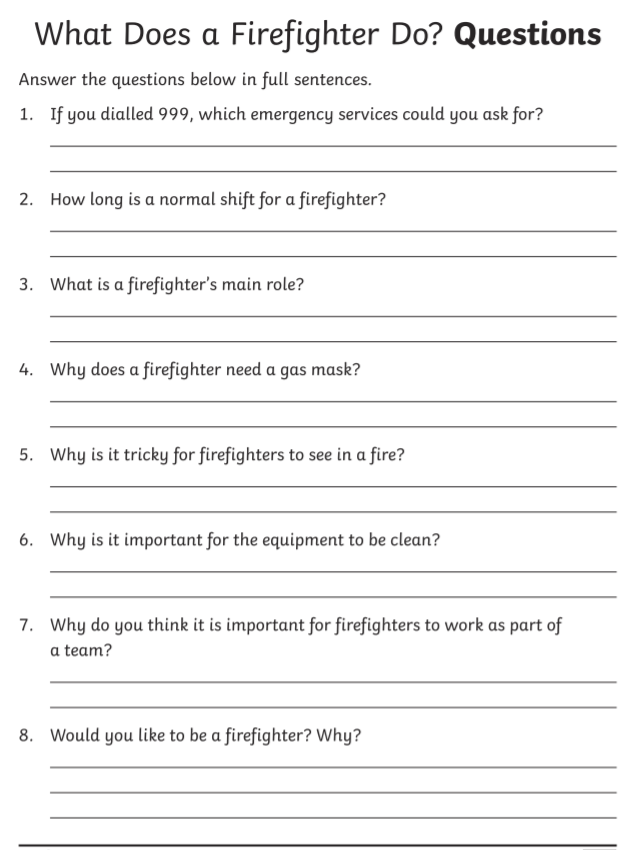 What Does a Firefighter Do? Questions
Answer the questions below in full sentences.
1. If you dialled 999, which emergency services could you ask for?
2. How long is a normal shift for a firefighter?
3. What is a firefighter's main role?
4. Why does a firefighter need a gas mask?
5. Why is it tricky for firefighters to see in a fire?
6. Why is it important for the equipment to be clean?
7. Why do you think it is important for firefighters to work as part of
a team?
8. Would you like to be a firefighter? Why?